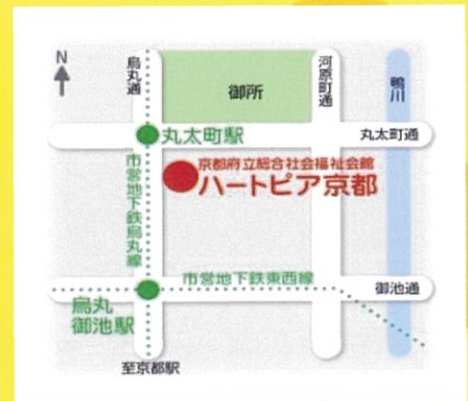 N
烏丸通
御所
河原町通
鴨川
丸太町駅
丸太町通
京都府立総合社会福祉会館
ハートピア京都
市営地下鉄烏丸線
市営地下鉄東西線
御池通
烏丸
御池駅
至京都駅